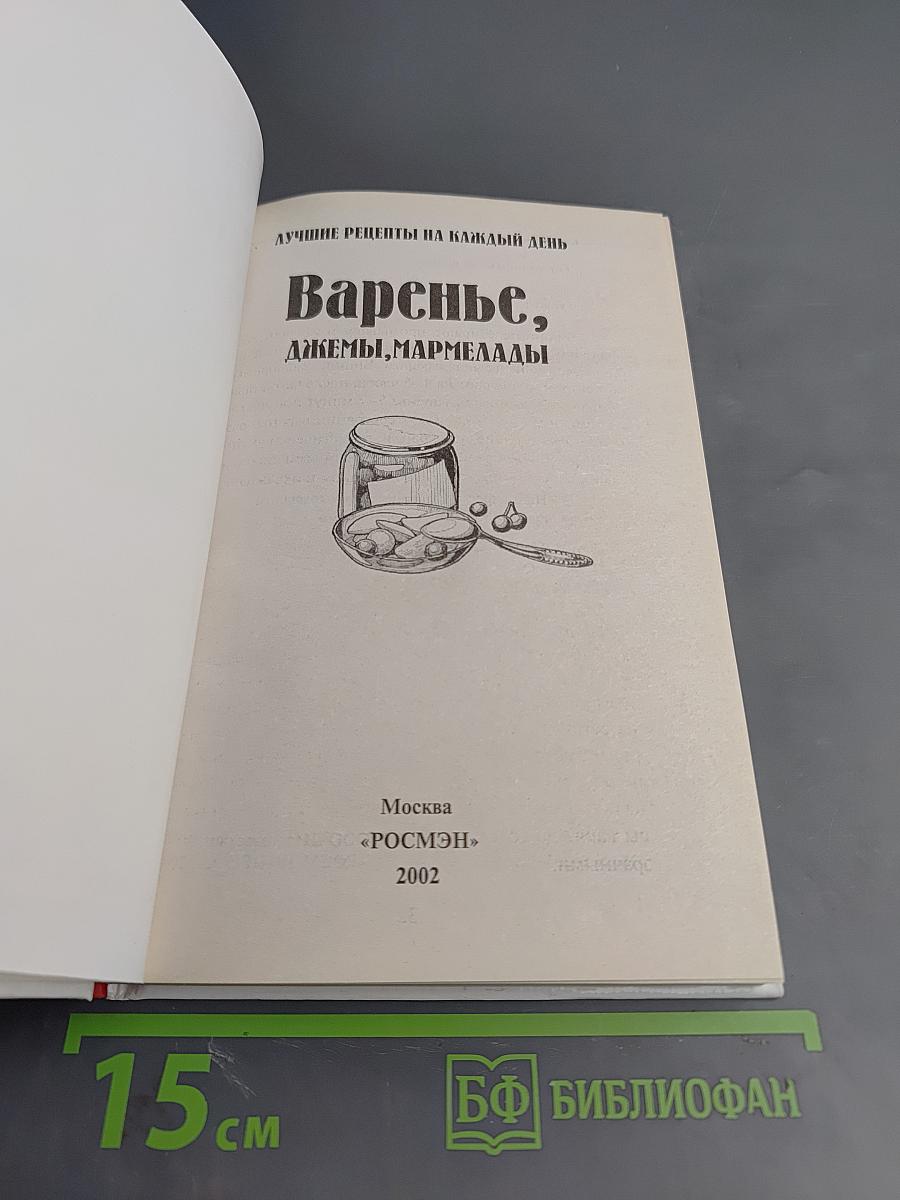 ЛУЧШИЕ РЕЦЕПТЫ НА КАЖДЫЙ ДЕНЬ
Варенье,
ДЖЕМЫ, МАРМЕЛАДЫ
Москва
«РОСМЭН»
2002
15 см
БФ БИБЛИОФАН